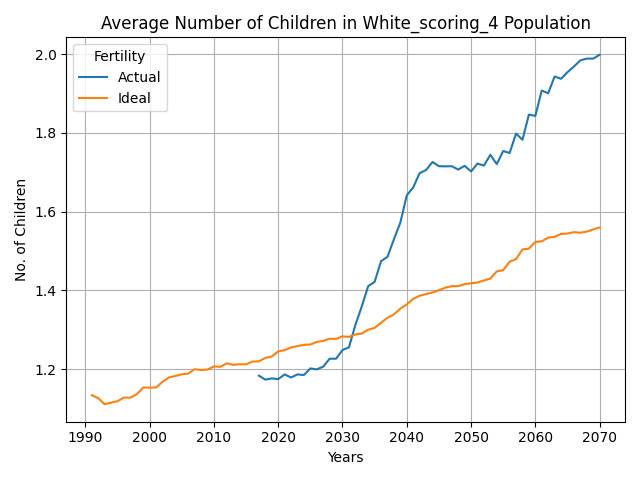 Average Number of Children in White_scoring_4 Population
Fertility
Actual
Ideal
No. of Children
2.0
1.8
1.6
1.4
1.2
1990 2000 2010 2020 2030 2040 2050 2060 2070
Years